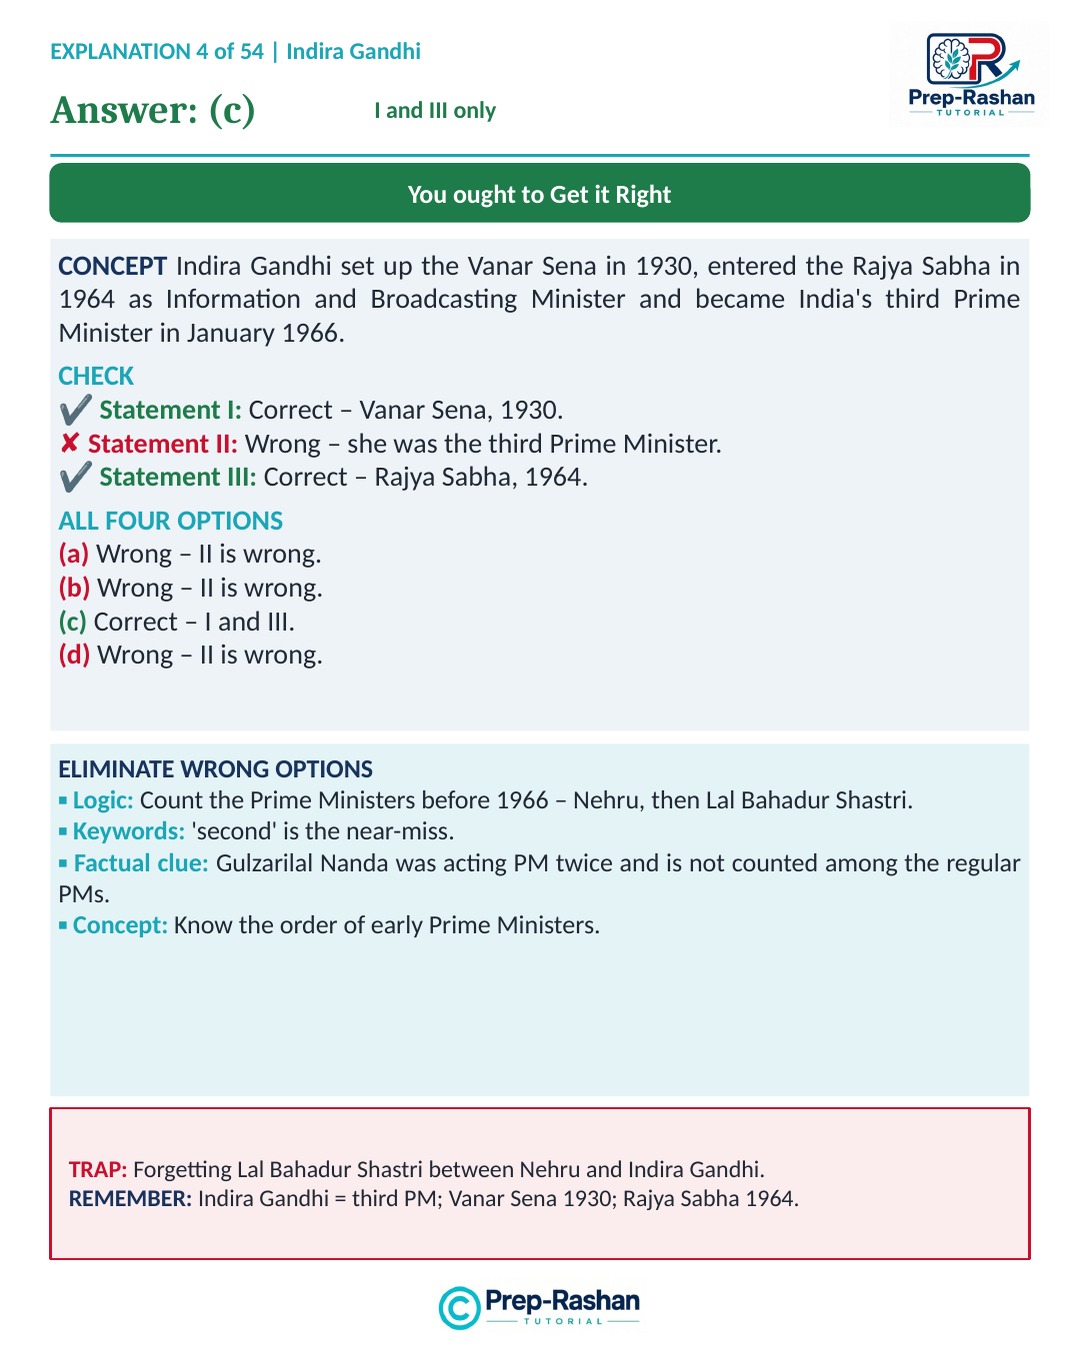 EXPLANATION 4 of 54 | Indira Gandhi
Prep-Rashan
TUTORIAL
Answer: (c) I and III only
You ought to Get it Right
CONCEPT Indira Gandhi set up the Vanar Sena in 1930, entered the Rajya Sabha in
1964 as Information and Broadcasting Minister and became India's third Prime
Minister in January 1966.
CHECK
✔ Statement I: Correct – Vanar Sena, 1930.
✘ Statement II: Wrong – she was the third Prime Minister.
✔ Statement III: Correct – Rajya Sabha, 1964.
ALL FOUR OPTIONS
(a) Wrong – II is wrong.
(b) Wrong – II is wrong.
(c) Correct – I and III.
(d) Wrong – II is wrong.
ELIMINATE WRONG OPTIONS
▪ Logic: Count the Prime Ministers before 1966 – Nehru, then Lal Bahadur Shastri.
▪ Keywords: 'second' is the near-miss.
▪ Factual clue: Gulzarilal Nanda was acting PM twice and is not counted among the regular
PMs.
▪ Concept: Know the order of early Prime Ministers.
TRAP: Forgetting Lal Bahadur Shastri between Nehru and Indira Gandhi.
REMEMBER: Indira Gandhi = third PM; Vanar Sena 1930; Rajya Sabha 1964.
© Prep-Rashan
TUTORIAL